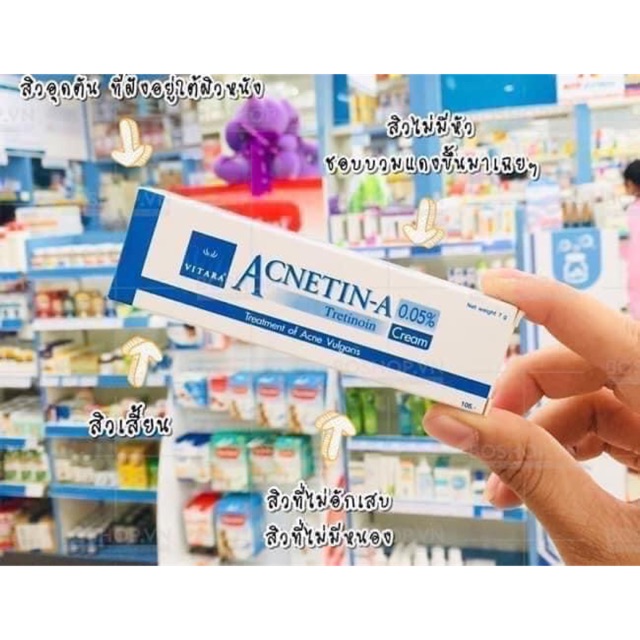 สิวอุดตัน ที่ฝังอยู่ใต้ผิวหนัง
สิวไม่มีหัว
ชอบบวมแดงขึ้นมาเฉยๆ
VITARA
ACNETIN-A 0.05%
Tretinoin Cream
Treatment of Acne Vulgaris
Net weight 7 g
105.-
สิวเสี้ยน
สิวที่ไม่อักเสบ
สิวที่ไม่มีหนอง